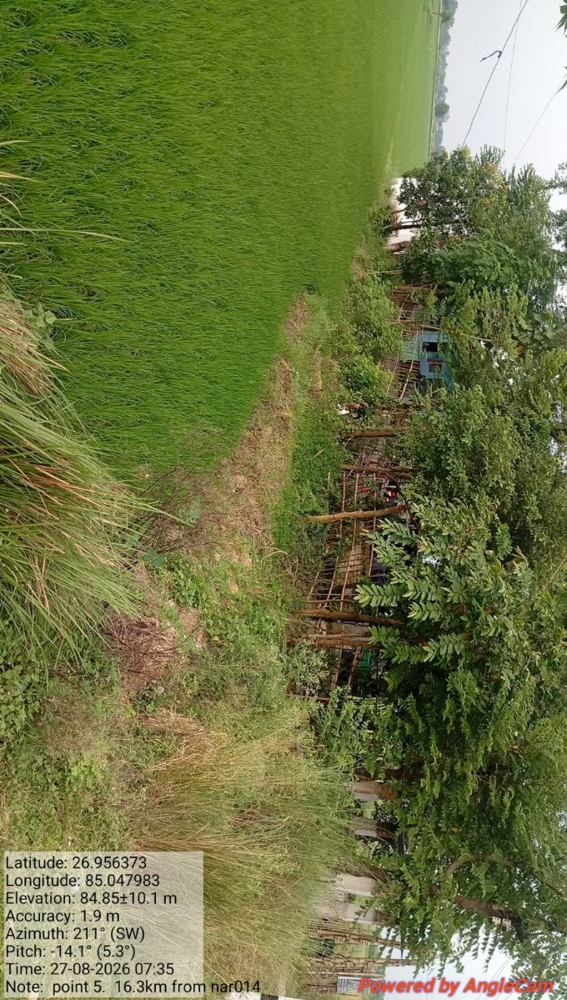 Latitude: 26.956373
Longitude: 85.047983
Elevation: 84.85±10.1 m
Accuracy: 1.9 m
Azimuth: 211° (SW)
Pitch: -14.1° (5.3°)
Time: 27-08-2026 07:35
Note: point 5. 16.3km from nar014
Powered by AngleCam